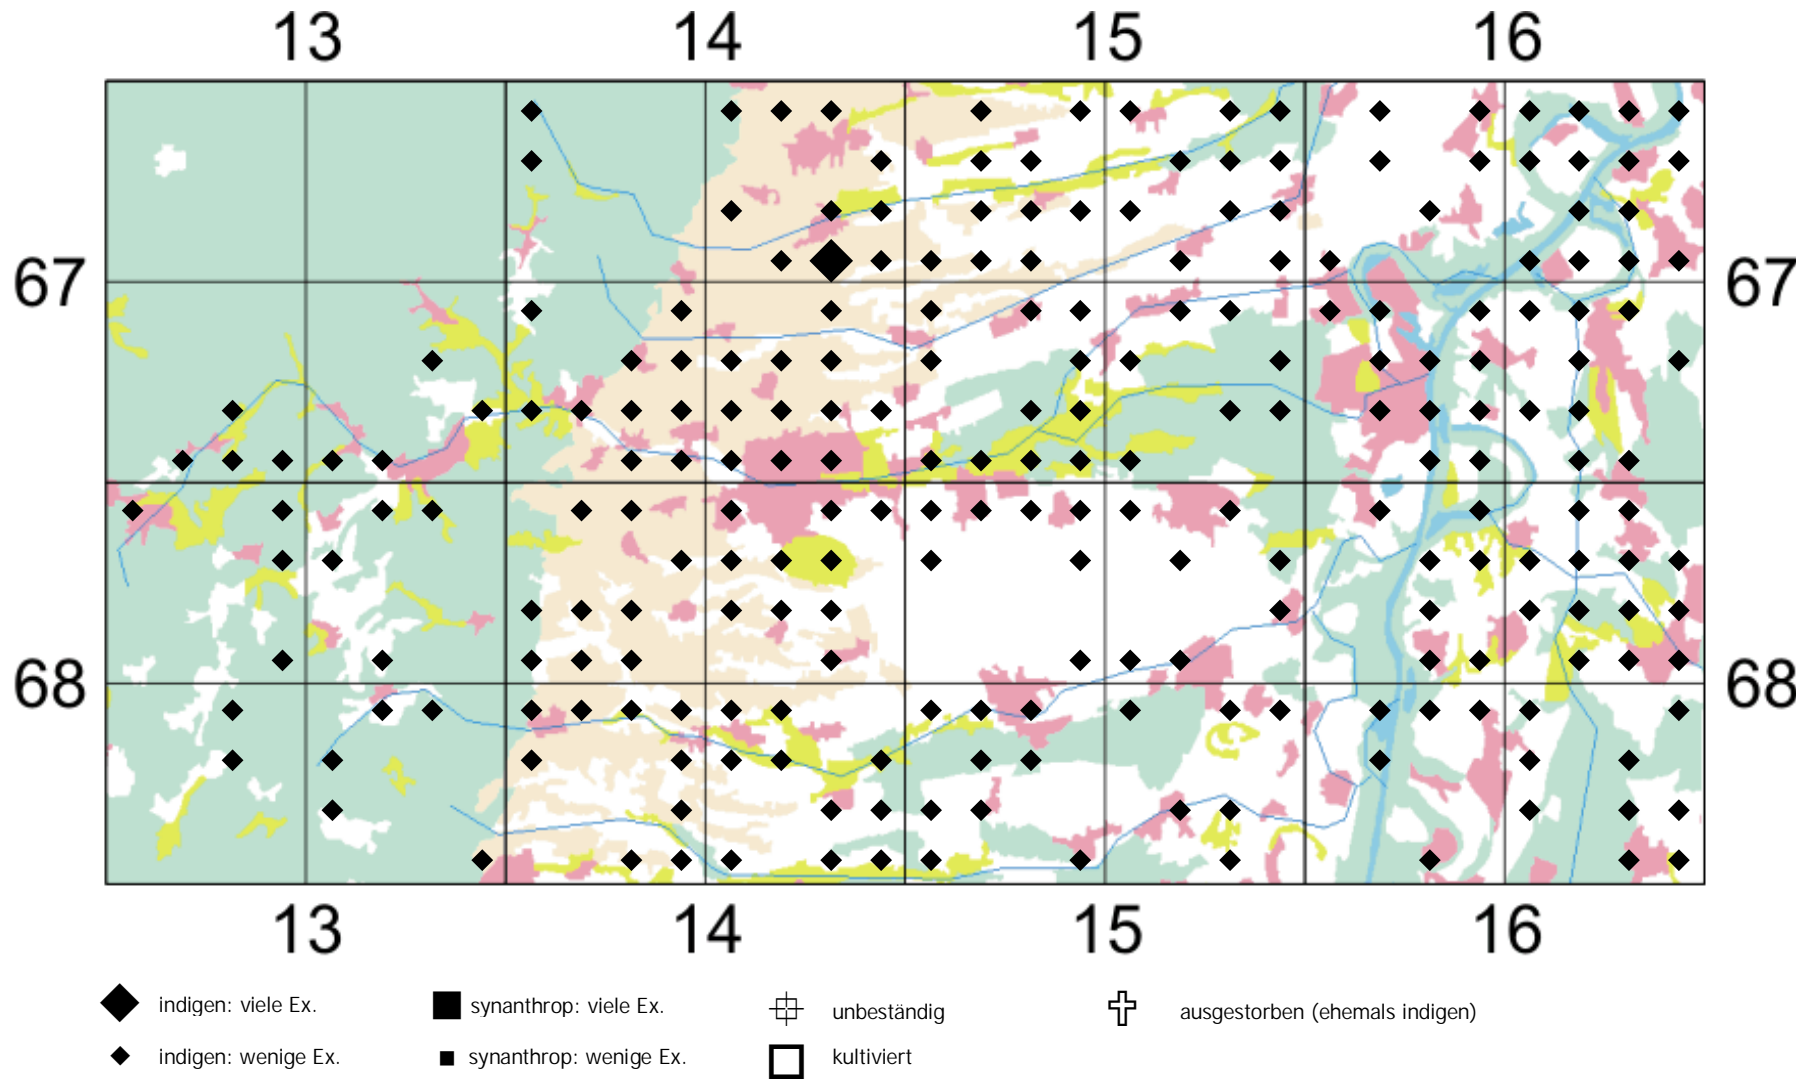 13 14 15 16
67 67
68 68
13 14 15 16
indigen: viele Ex. synanthrop: viele Ex. unbeständig ausgestorben (ehemals indigen)
indigen: wenige Ex. synanthrop: wenige Ex. kultiviert